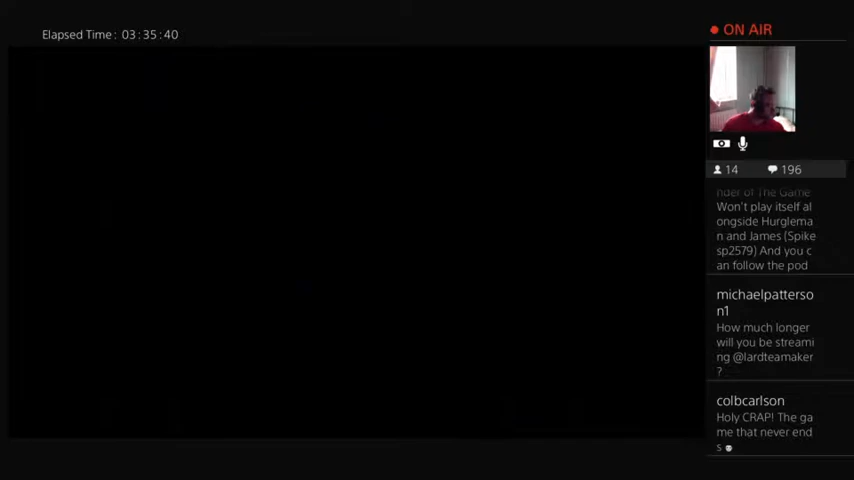 Elapsed Time: 03:35:40
ON AIR
14 196
nder of The Game
Won't play itself al
ongside Hurglema
n and James (Spike
sp2579) And you c
an follow the pod
michaelpatterso
n1
How much longer
will you be streami
ng @lardteamaker
?
colbcarlson
Holy CRAP! The ga
me that never end
s